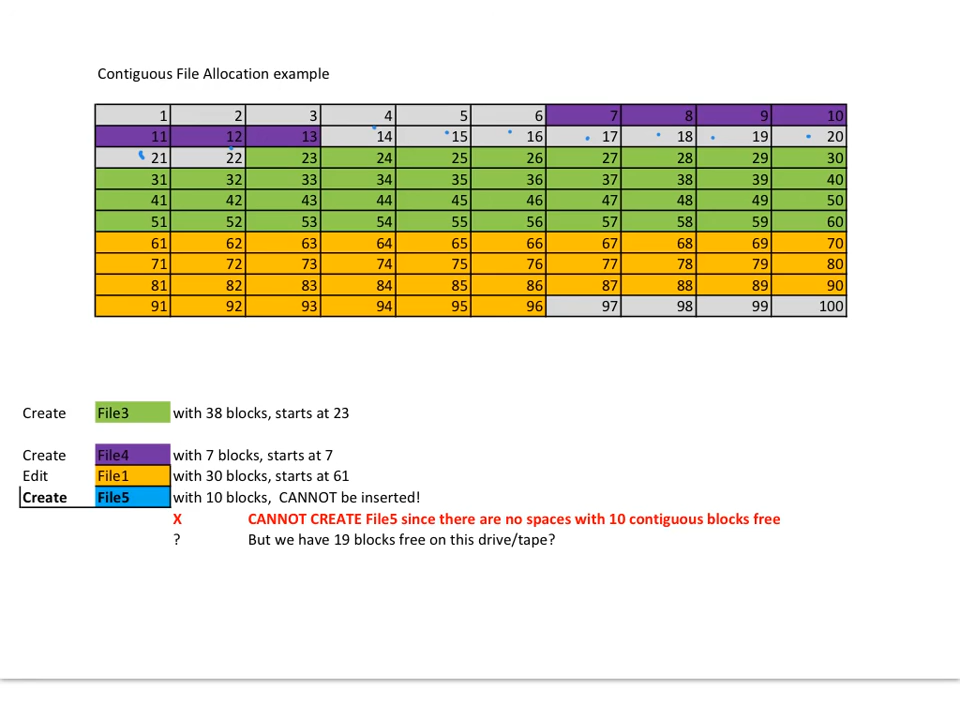 Contiguous File Allocation example
1 2 3 4 5 6 7 8 9 10
11 12 13 14 15 16 17 18 19 20
21 22 23 24 25 26 27 28 29 30
31 32 33 34 35 36 37 38 39 40
41 42 43 44 45 46 47 48 49 50
51 52 53 54 55 56 57 58 59 60
61 62 63 64 65 66 67 68 69 70
71 72 73 74 75 76 77 78 79 80
81 82 83 84 85 86 87 88 89 90
91 92 93 94 95 96 97 98 99 100
Create File3 with 38 blocks, starts at 23
Create File4 with 7 blocks, starts at 7
Edit File1 with 30 blocks, starts at 61
Create File5 with 10 blocks, CANNOT be inserted!
X CANNOT CREATE File5 since there are no spaces with 10 contiguous blocks free
? But we have 19 blocks free on this drive/tape?